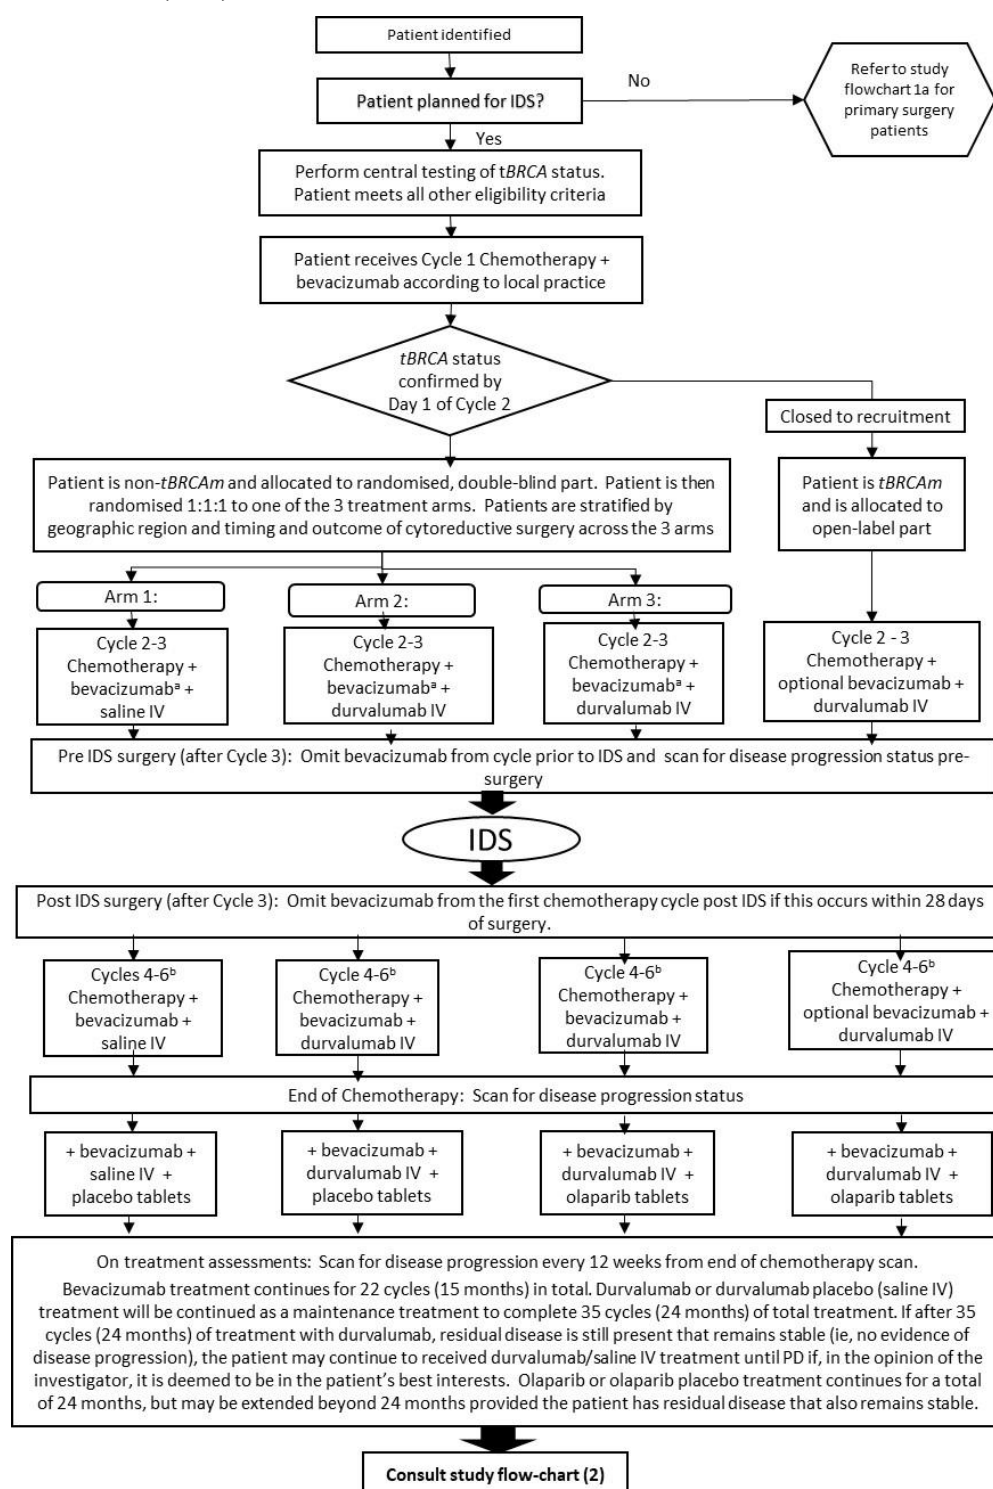 Patient identified
Patient planned for IDS?
No
Refer to study
flowchart 1a for
primary surgery
patients
Yes
Perform central testing of tBRCA status.
Patient meets all other eligibility criteria
Patient receives Cycle 1 Chemotherapy +
bevacizumab according to local practice
tBRCA status
confirmed by
Day 1 of Cycle 2
Closed to recruitment
Patient is non-tBRCAm and allocated to randomised, double-blind part. Patient is then
randomised 1:1:1 to one of the 3 treatment arms. Patients are stratified by
geographic region and timing and outcome of cytoreductive surgery across the 3 arms
Patient is tBRCAm
and is allocated to
open-label part
Arm 1:
Arm 2:
Arm 3:
Cycle 2-3
Chemotherapy +
bevacizumabᵃ +
saline IV
Cycle 2-3
Chemotherapy +
bevacizumabᵃ +
durvalumab IV
Cycle 2-3
Chemotherapy +
bevacizumabᵃ +
durvalumab IV
Cycle 2 - 3
Chemotherapy +
optional bevacizumab +
durvalumab IV
Pre IDS surgery (after Cycle 3): Omit bevacizumab from cycle prior to IDS and scan for disease progression status pre-
surgery
IDS
Post IDS surgery (after Cycle 3): Omit bevacizumab from the first chemotherapy cycle post IDS if this occurs within 28 days
of surgery.
Cycles 4-6ᵇ
Chemotherapy +
bevacizumab +
saline IV
Cycle 4-6ᵇ
Chemotherapy +
bevacizumab +
durvalumab IV
Cycle 4-6ᵇ
Chemotherapy +
bevacizumab +
durvalumab IV
Cycle 4-6ᵇ
Chemotherapy +
optional bevacizumab +
durvalumab IV
End of Chemotherapy: Scan for disease progression status
+ bevacizumab +
saline IV +
placebo tablets
+ bevacizumab +
durvalumab IV +
placebo tablets
+ bevacizumab +
durvalumab IV +
olaparib tablets
+ bevacizumab +
durvalumab IV +
olaparib tablets
On treatment assessments: Scan for disease progression every 12 weeks from end of chemotherapy scan.
Bevacizumab treatment continues for 22 cycles (15 months) in total. Durvalumab or durvalumab placebo (saline IV)
treatment will be continued as a maintenance treatment to complete 35 cycles (24 months) of total treatment. If after 35
cycles (24 months) of treatment with durvalumab, residual disease is still present that remains stable (ie, no evidence of
disease progression), the patient may continue to received durvalumab/saline IV treatment until PD if, in the opinion of the
investigator, it is deemed to be in the patient's best interests. Olaparib or olaparib placebo treatment continues for a total
of 24 months, but may be extended beyond 24 months provided the patient has residual disease that also remains stable.
Consult study flow-chart (2)